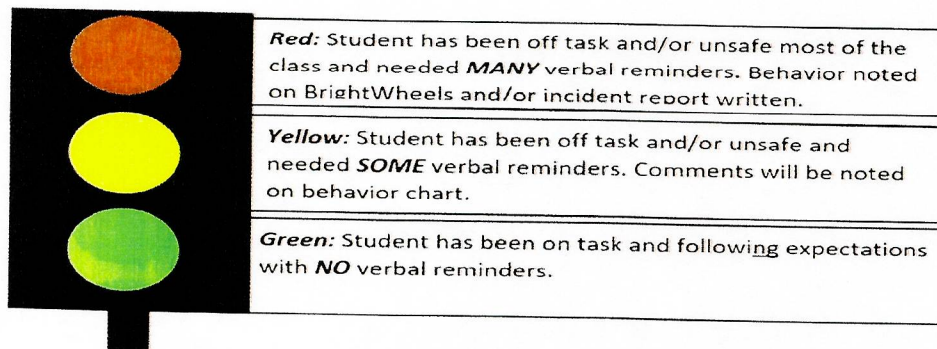 Red: Student has been off task and/or unsafe most of the
class and needed MANY verbal reminders. Behavior noted
on BrightWheels and/or incident report written.
Yellow: Student has been off task and/or unsafe and
needed SOME verbal reminders. Comments will be noted
on behavior chart.
Green: Student has been on task and following expectations
with NO verbal reminders.